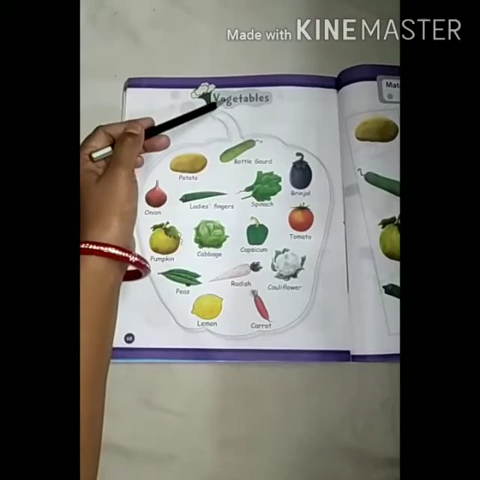 Made with KINEMASTER
Vegetables
Potato
Bottle Gourd
Brinjal
Onion
Ladies' fingers
Spinach
Tomato
Pumpkin
Cabbage
Capsicum
Peas
Radish
Cauliflower
Lemon
Carrot